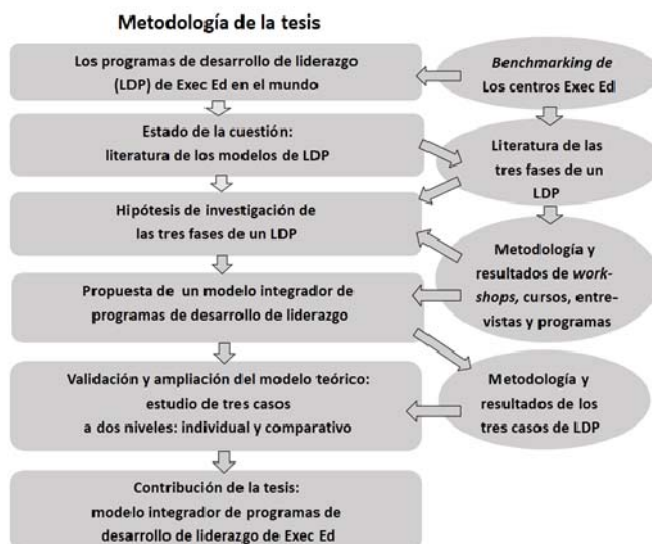 Metodología de la tesis
Los programas de desarrollo de liderazgo
(LDP) de Exec Ed en el mundo
Benchmarking de
Los centros Exec Ed
Estado de la cuestión:
literatura de los modelos de LDP
Literatura de las
tres fases de un
LDP
Hipótesis de investigación de
las tres fases de un LDP
Metodología y
resultados de work-
shops, cursos, entre-
vistas y programas
Propuesta de un modelo integrador de
programas de desarrollo de liderazgo
Validación y ampliación del modelo teórico:
estudio de tres casos
a dos niveles: individual y comparativo
Metodología y
resultados de los
tres casos de LDP
Contribución de la tesis:
modelo integrador de programas de
desarrollo de liderazgo de Exec Ed